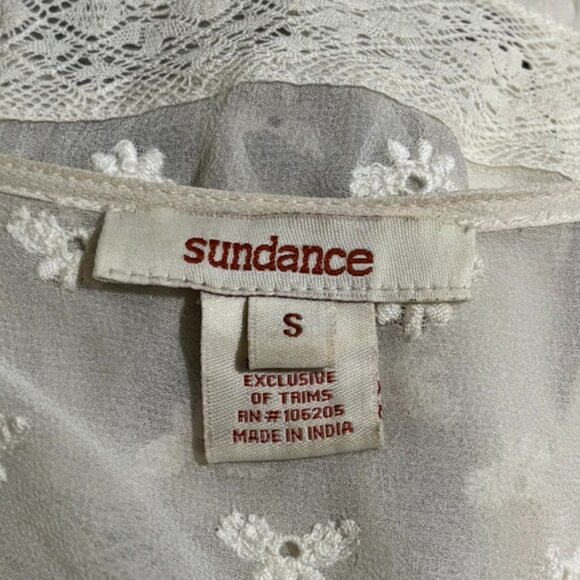 sundance
S
EXCLUSIVE
OF TRIMS
RN #106205
MADE IN INDIA